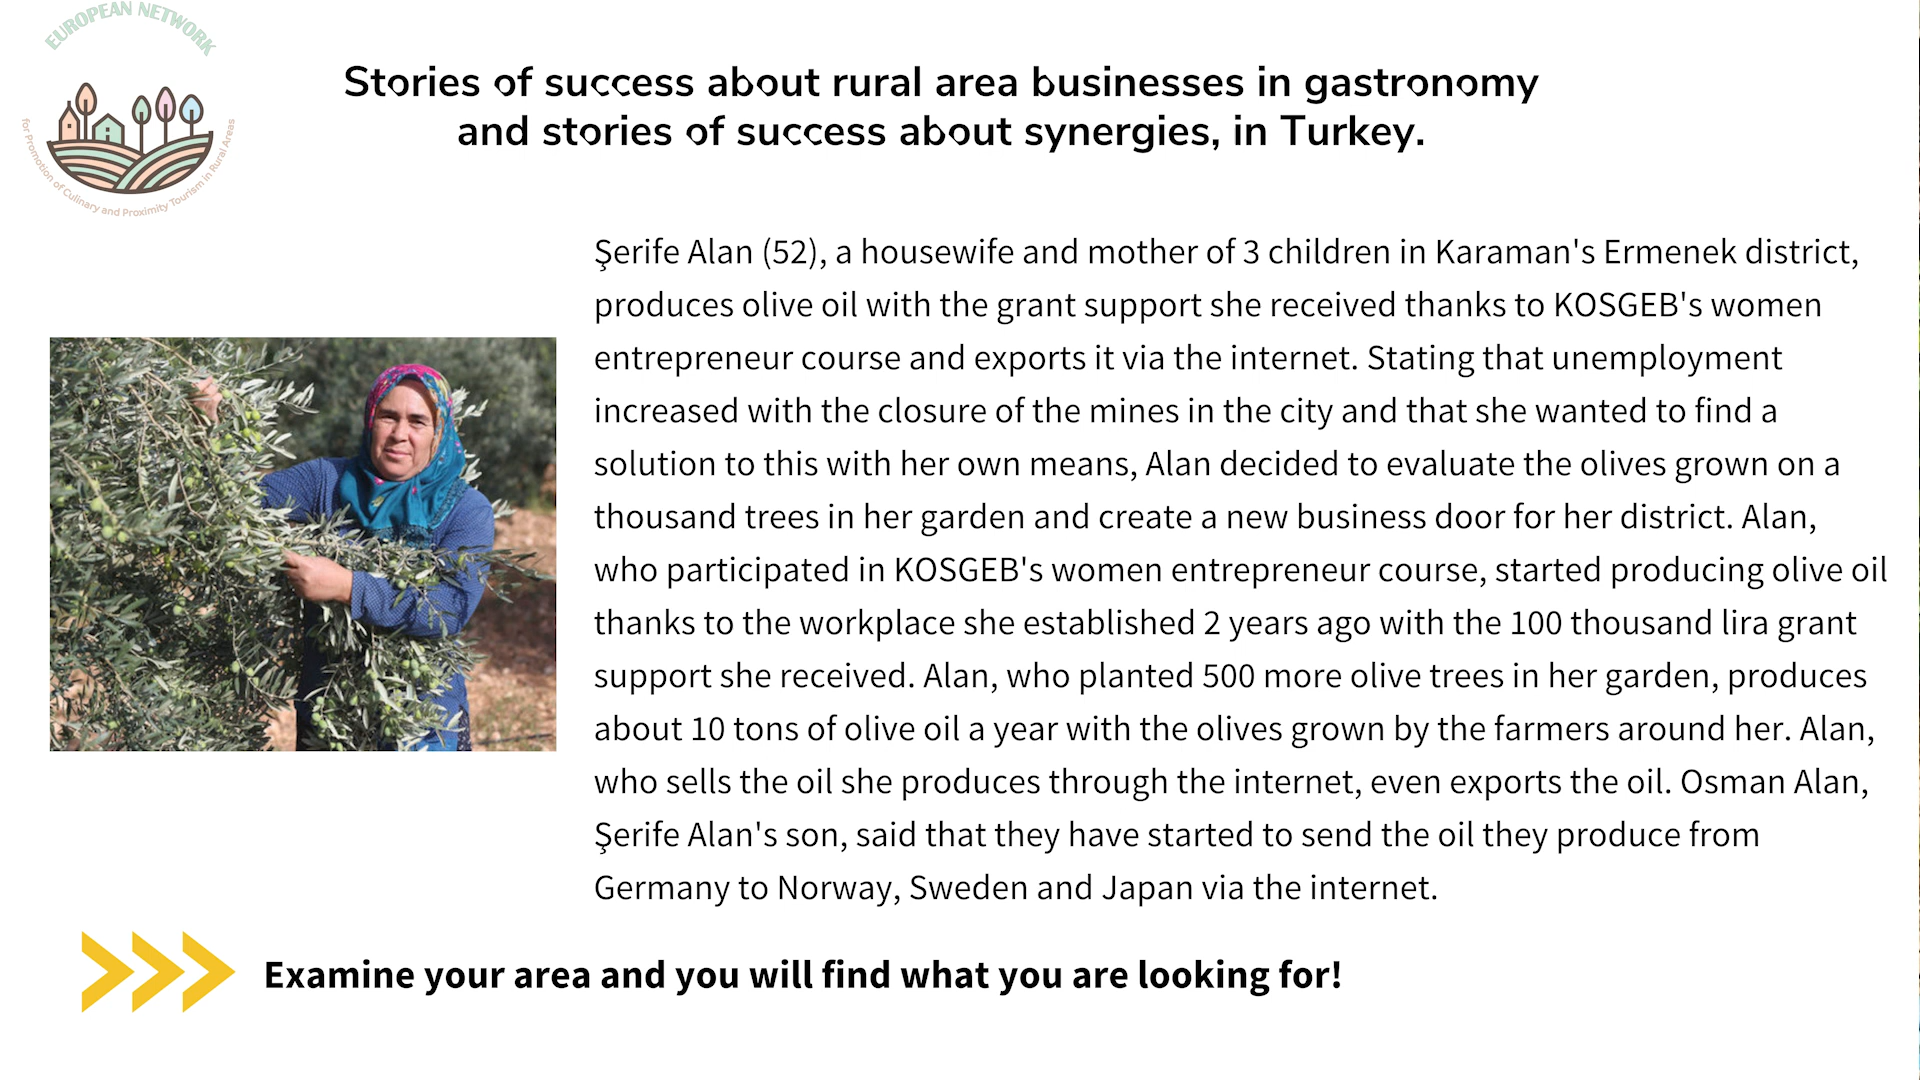 EUROPEAN NETWORK
for Promotion of Culinary and Proximity Tourism in Rural Areas
Stories of success about rural area businesses in gastronomy
and stories of success about synergies, in Turkey.
Şerife Alan (52), a housewife and mother of 3 children in Karaman's Ermenek district,
produces olive oil with the grant support she received thanks to KOSGEB's women
entrepreneur course and exports it via the internet. Stating that unemployment
increased with the closure of the mines in the city and that she wanted to find a
solution to this with her own means, Alan decided to evaluate the olives grown on a
thousand trees in her garden and create a new business door for her district. Alan,
who participated in KOSGEB's women entrepreneur course, started producing olive oil
thanks to the workplace she established 2 years ago with the 100 thousand lira grant
support she received. Alan, who planted 500 more olive trees in her garden, produces
about 10 tons of olive oil a year with the olives grown by the farmers around her. Alan,
who sells the oil she produces through the internet, even exports the oil. Osman Alan,
Şerife Alan's son, said that they have started to send the oil they produce from
Germany to Norway, Sweden and Japan via the internet.
Examine your area and you will find what you are looking for!